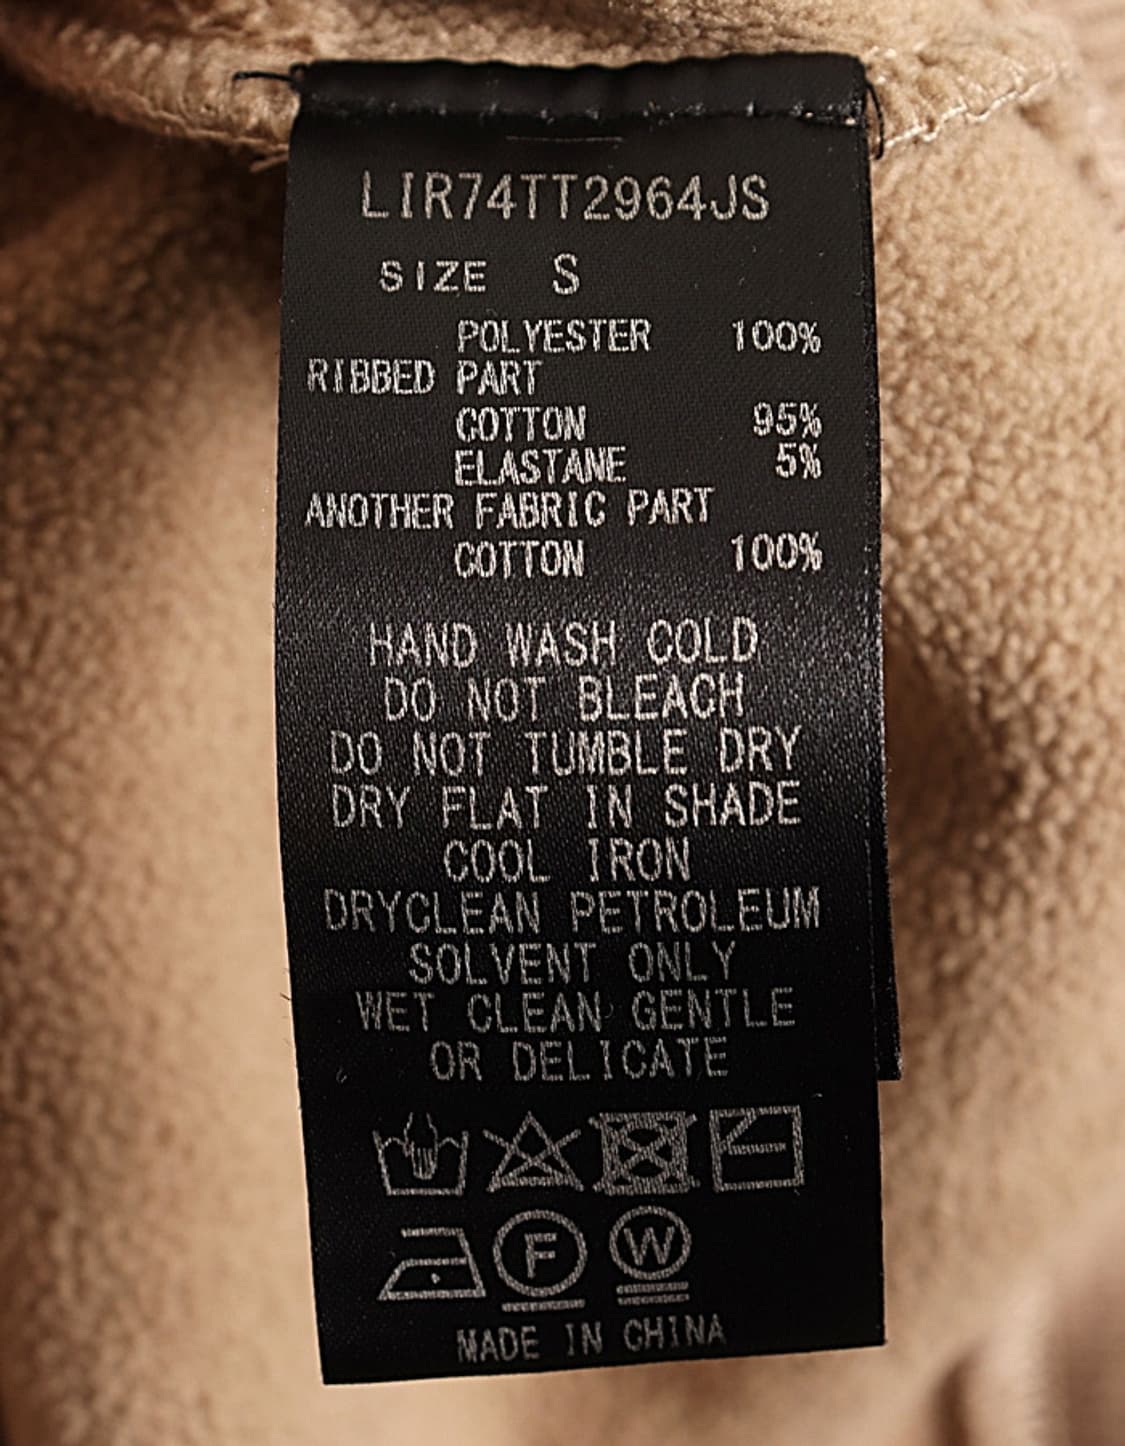 LIR74TT2964JS
SIZE S
POLYESTER 100%
RIBBED PART
COTTON 95%
ELASTANE 5%
ANOTHER FABRIC PART
COTTON 100%
HAND WASH COLD
DO NOT BLEACH
DO NOT TUMBLE DRY
DRY FLAT IN SHADE
COOL IRON
DRYCLEAN PETROLEUM
SOLVENT ONLY
WET CLEAN GENTLE
OR DELICATE
F W
MADE IN CHINA